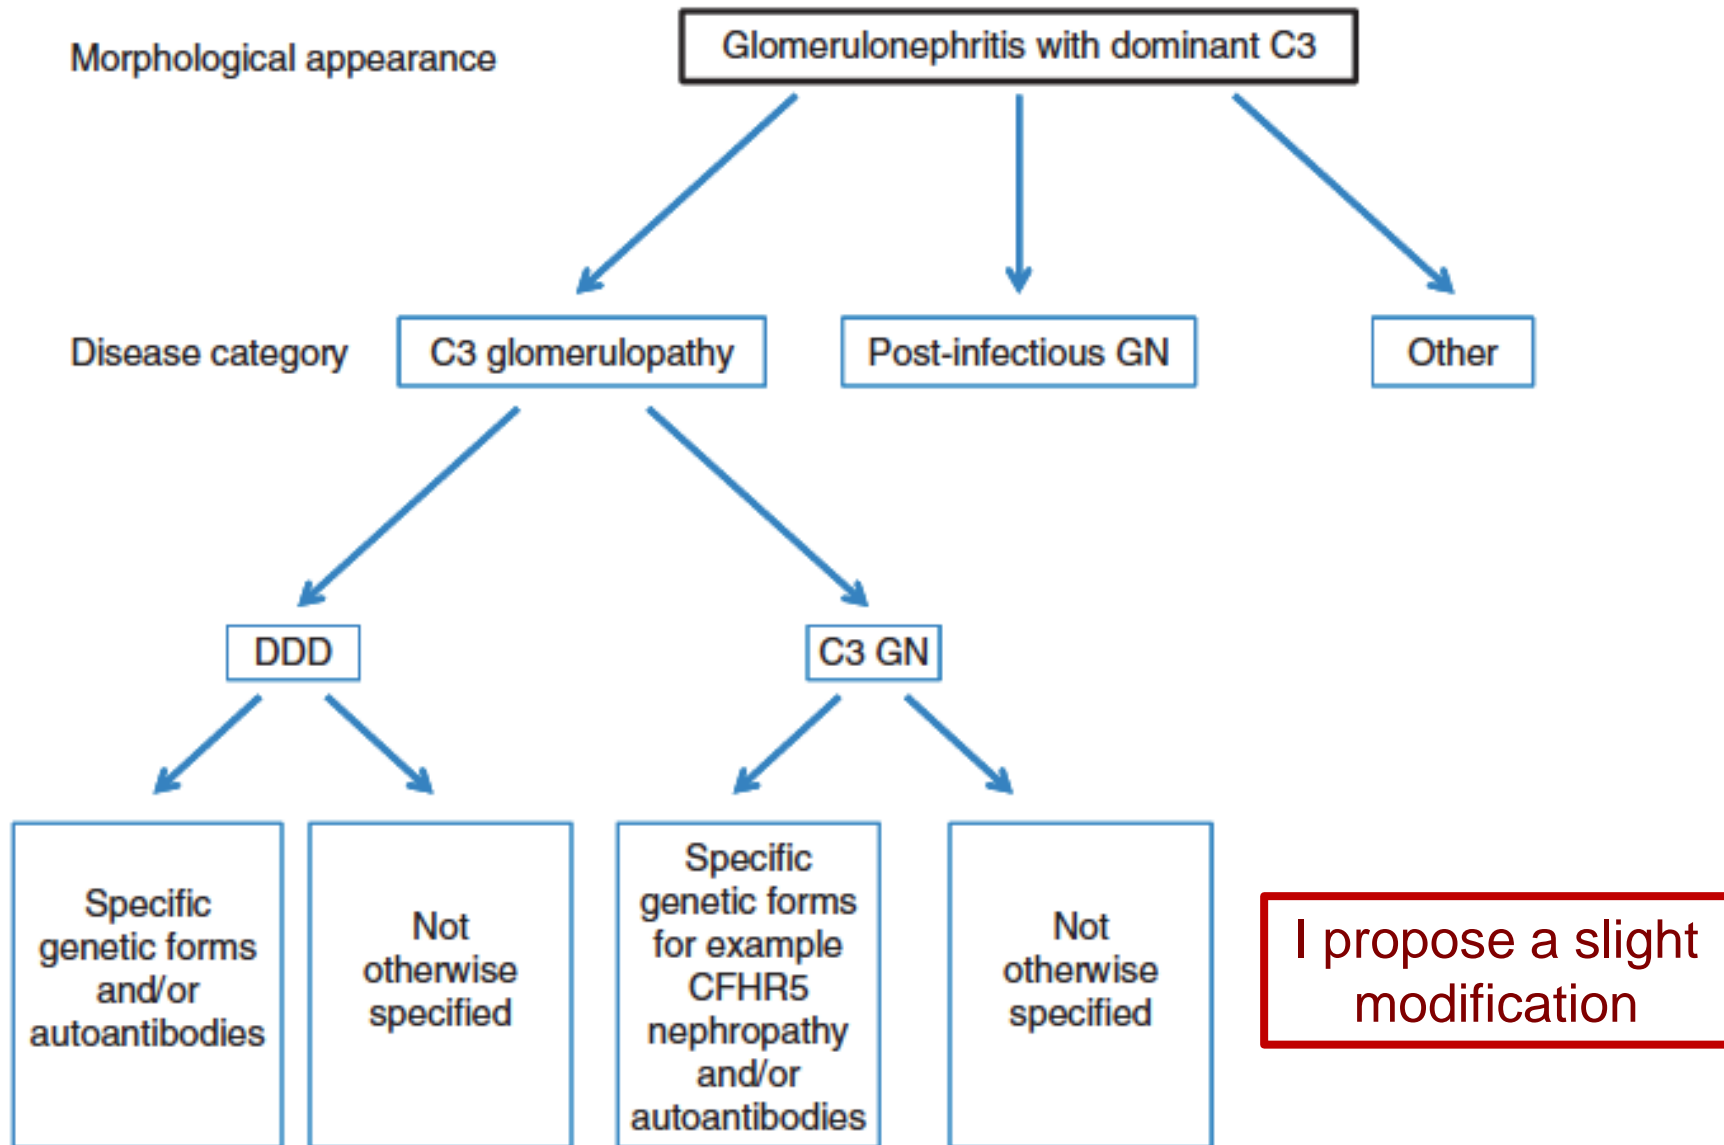 Morphological appearance
Glomerulonephritis with dominant C3
Disease category
C3 glomerulopathy
Post-infectious GN
Other
DDD
C3 GN
Specific
genetic forms
and/or
autoantibodies
Not
otherwise
specified
Specific
genetic forms
for example
CFHR5
nephropathy
and/or
autoantibodies
Not
otherwise
specified
I propose a slight
modification